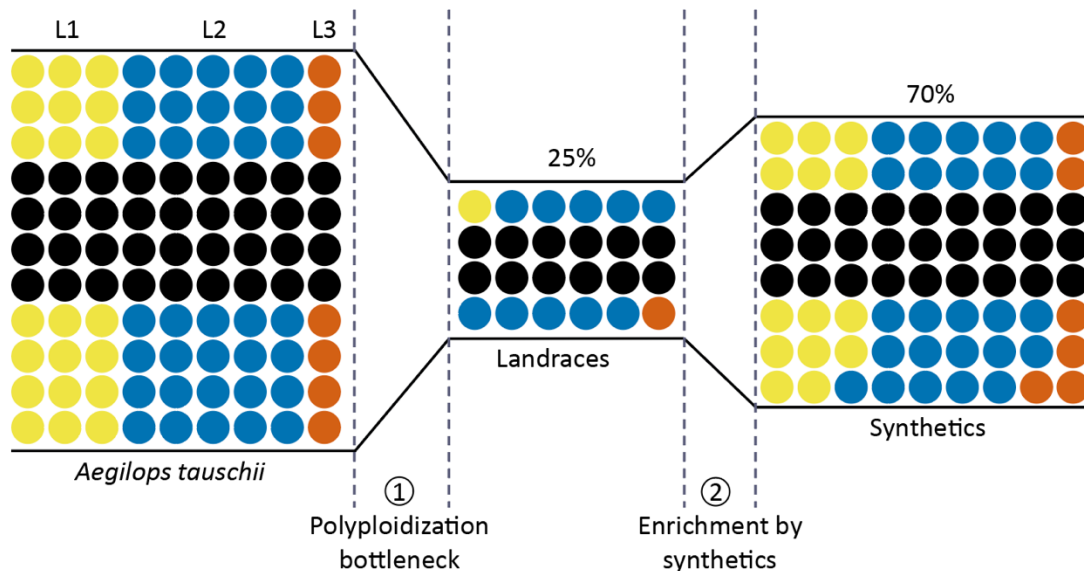 L1 L2 L3
70%
25%
Landraces
Synthetics
Aegilops tauschii
① ②
Polyploidization Enrichment by
bottleneck synthetics